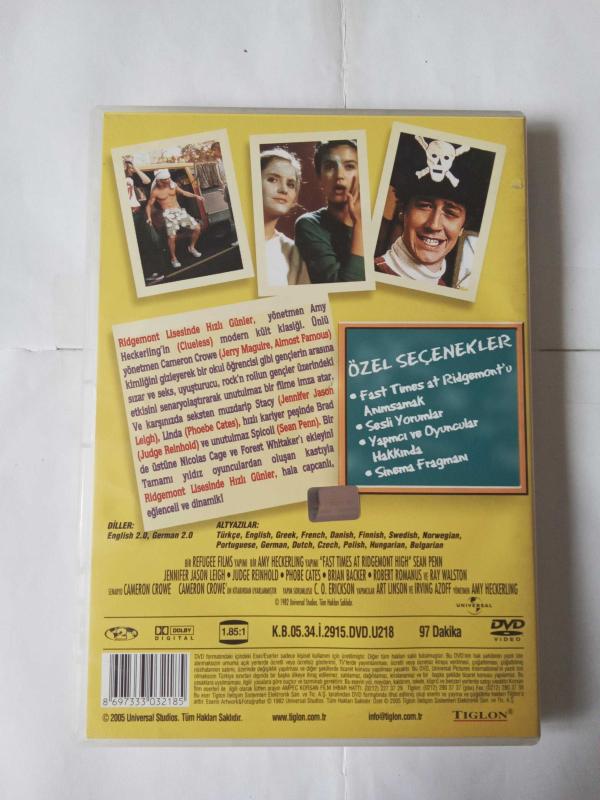 Ridgemont Lisesinde Hızlı Günler, yönetmen Amy
Heckerling'in (Clueless) modern kült klasiği. Ünlü
yönetmen Cameron Crowe (Jerry Maguire, Almost Famous)
kimliğini gizleyerek bir okul öğrencisi gibi gençlerin arasına
sızar ve seks, uyuşturucu, rock'n rollun gençler üzerindeki
etkisini senaryolaştırarak unutulmaz bir filme imza atar.
Ve karşınızda seksten muzdarip Stacy (Jennifer Jason
Leigh), Linda (Phoebe Cates), hızlı kariyer peşinde Brad
(Judge Reinhold) ve unutulmaz Spicoli (Sean Penn). Bir
de üstüne Nicolas Cage ve Forest Whitaker'ı ekleyin!
Tamamı yıldız oyunculardan oluşan kastıyla
Ridgemont Lisesinde Hızlı Günler, hala capcanlı,
eğlenceli ve dinamik!
ÖZEL SEÇENEKLER
• Fast Times at Ridgemont'u
Anımsamak
• Sesli Yorumlar
• Yapımcı ve Oyuncular
Hakkında
• Sinema Fragmanı
DİLLER:
English 2.0, German 2.0
ALTYAZILAR:
Türkçe, English, Greek, French, Danish, Finnish, Swedish, Norwegian,
Portuguese, German, Dutch, Czech, Polish, Hungarian, Bulgarian
BİR REFUGEE FILMS YAPIMI BİR AMY HECKERLING YAPIMI "FAST TIMES AT RIDGEMONT HIGH" SEAN PENN
JENNIFER JASON LEIGH • JUDGE REINHOLD • PHOBE CATES • BRIAN BACKER • ROBERT ROMANUS VE RAY WALSTON
SENARYO CAMERON CROWE CAMERON CROWE'IN KİTABINDAN UYARLANMIŞTIR YAPIM SORUMLUSU C. O. ERICKSON YAPIMCILAR ART LINSON VE IRVING AZOFF YÖNETMEN AMY HECKERLING
© 1982 Universal Studios. Tüm Hakları Saklıdır.
UNIVERSAL
DOLBY
DIGITAL
1.85:1
K.B.05.34.İ.2915.DVD.U218
97 Dakika
DVD
VIDEO
8 697333 032185
© 2005 Universal Studios. Tüm Hakları Saklıdır.
www.tiglon.com.tr
info@tiglon.com.tr
TIGLON®